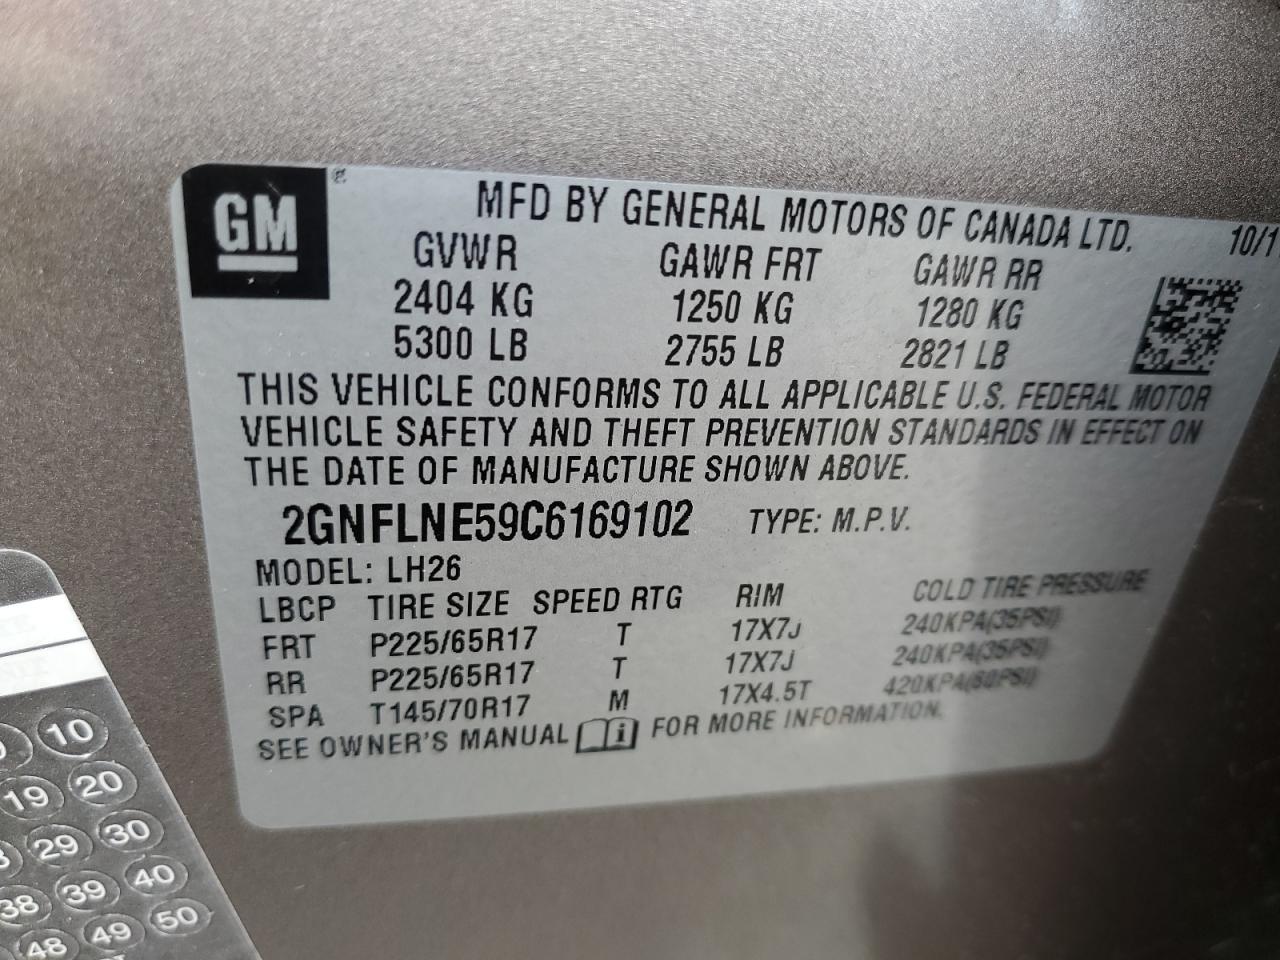 GM
MFD BY GENERAL MOTORS OF CANADA LTD. 10/1
GVWR GAWR FRT GAWR RR
2404 KG 1250 KG 1280 KG
5300 LB 2755 LB 2821 LB
THIS VEHICLE CONFORMS TO ALL APPLICABLE U.S. FEDERAL MOTOR
VEHICLE SAFETY AND THEFT PREVENTION STANDARDS IN EFFECT ON
THE DATE OF MANUFACTURE SHOWN ABOVE.
2GNFLNE59C6169102 TYPE: M.P.V.
MODEL: LH26
LBCP TIRE SIZE SPEED RTG RIM COLD TIRE PRESSURE
FRT P225/65R17 T 17X7J 240KPA(35PSI)
RR P225/65R17 T 17X7J 240KPA(35PSI)
SPA T145/70R17 M 17X4.5T 420KPA(60PSI)
SEE OWNER'S MANUAL i FOR MORE INFORMATION.
10
19 20
29 30
38 39 40
48 49 50